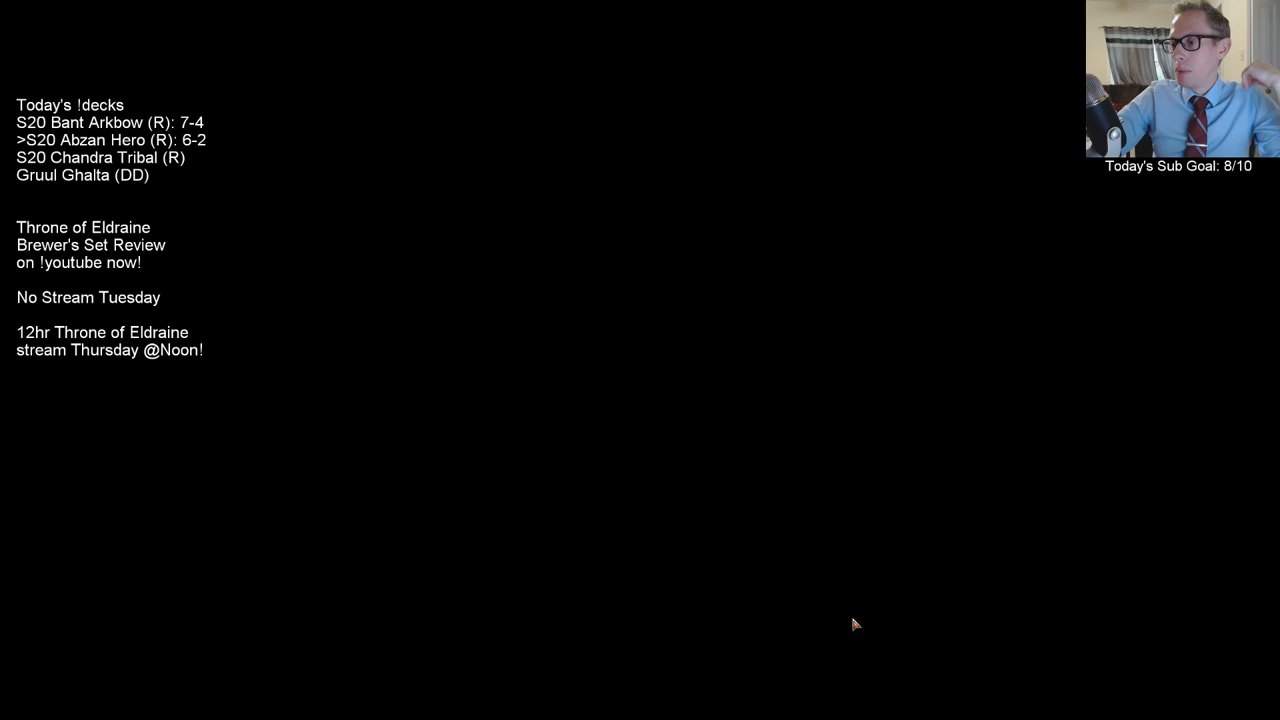 Today's !decks
S20 Bant Arkbow (R): 7-4
>S20 Abzan Hero (R): 6-2
S20 Chandra Tribal (R)
Gruul Ghalta (DD)
Throne of Eldraine
Brewer's Set Review
on !youtube now!
No Stream Tuesday
12hr Throne of Eldraine
stream Thursday @Noon!
Today's Sub Goal: 8/10